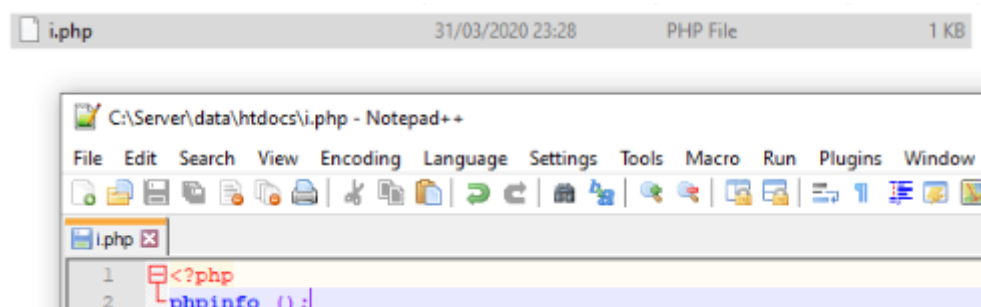 i.php 31/03/2020 23:28 PHP File 1 KB
C:\Server\data\htdocs\i.php - Notepad++
File Edit Search View Encoding Language Settings Tools Macro Run Plugins Window
i.php
1 <?php
2 phpinfo ();